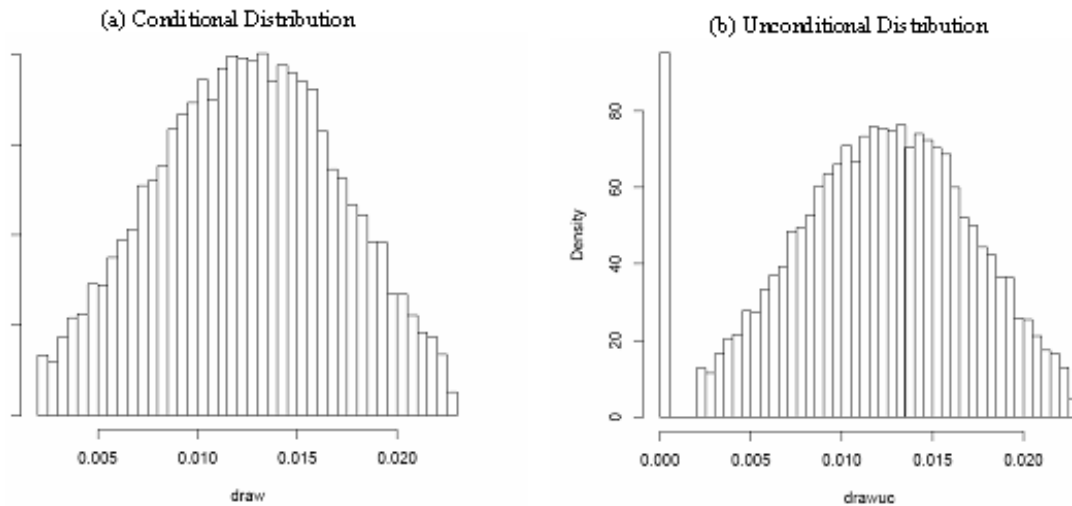 (a) Conditional Distribution
0.005 0.010 0.015 0.020
draw
(b) Unconditional Distribution
Density
0 20 40 60 80
0.000 0.005 0.010 0.015 0.020
drawuc